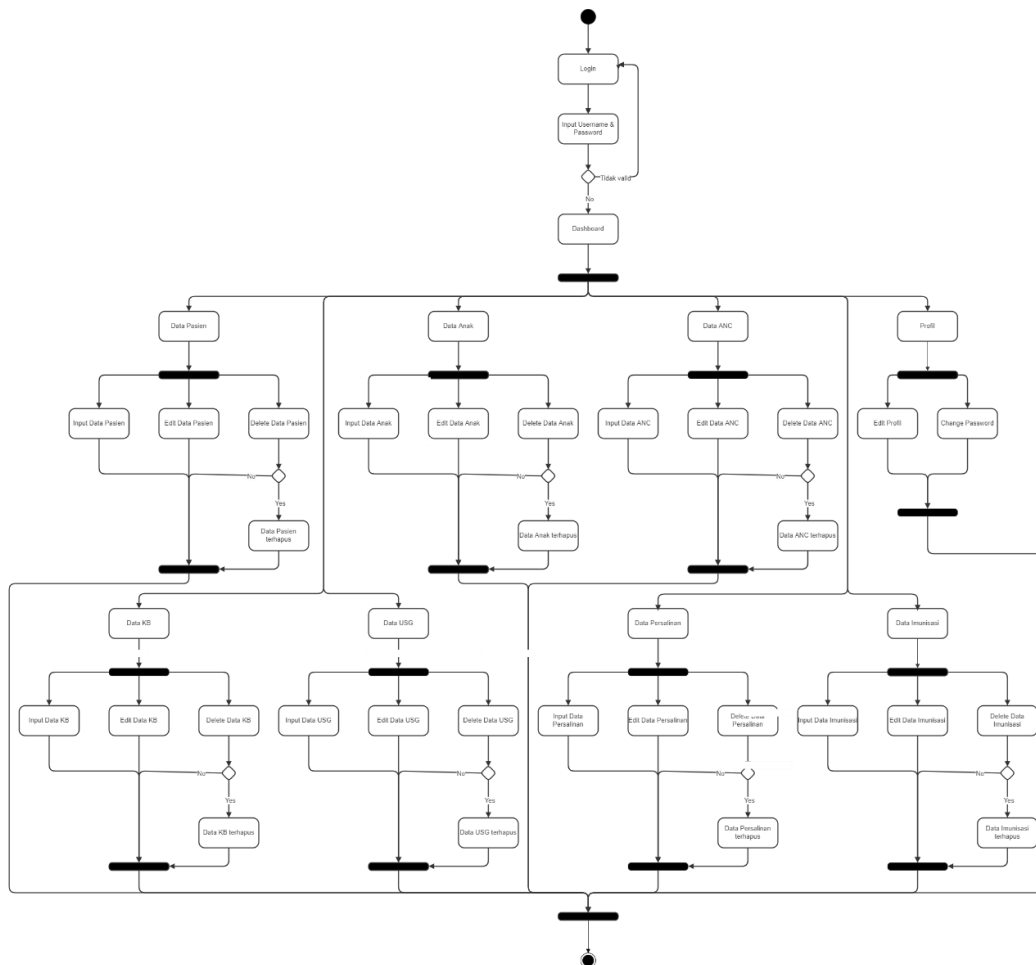 Login
Input Username &
Password
Tidak valid
No
Dashboard
Data Pasien
Data Anak
Data ANC
Profil
Input Data Pasien
Edit Data Pasien
Delete Data Pasien
Input Data Anak
Edit Data Anak
Delete Data Anak
Input Data ANC
Edit Data ANC
Delete Data ANC
Edit Profil
Change Password
No
No
No
Yes
Yes
Yes
Data Pasien
terhapus
Data Anak terhapus
Data ANC terhapus
Data KB
Data USG
Data Persalinan
Data Imunisasi
Input Data KB
Edit Data KB
Delete Data KB
Input Data USG
Edit Data USG
Delete Data USG
Input Data
Persalinan
Edit Data Persalinan
Persalinan
Input Data Imunisasi
Edit Data Imunisasi
Delete Data
Imunisasi
No
No
No
No
Yes
Yes
Yes
Yes
Data KB terhapus
Data USG terhapus
Data Persalinan
terhapus
Data Imunisasi
terhapus